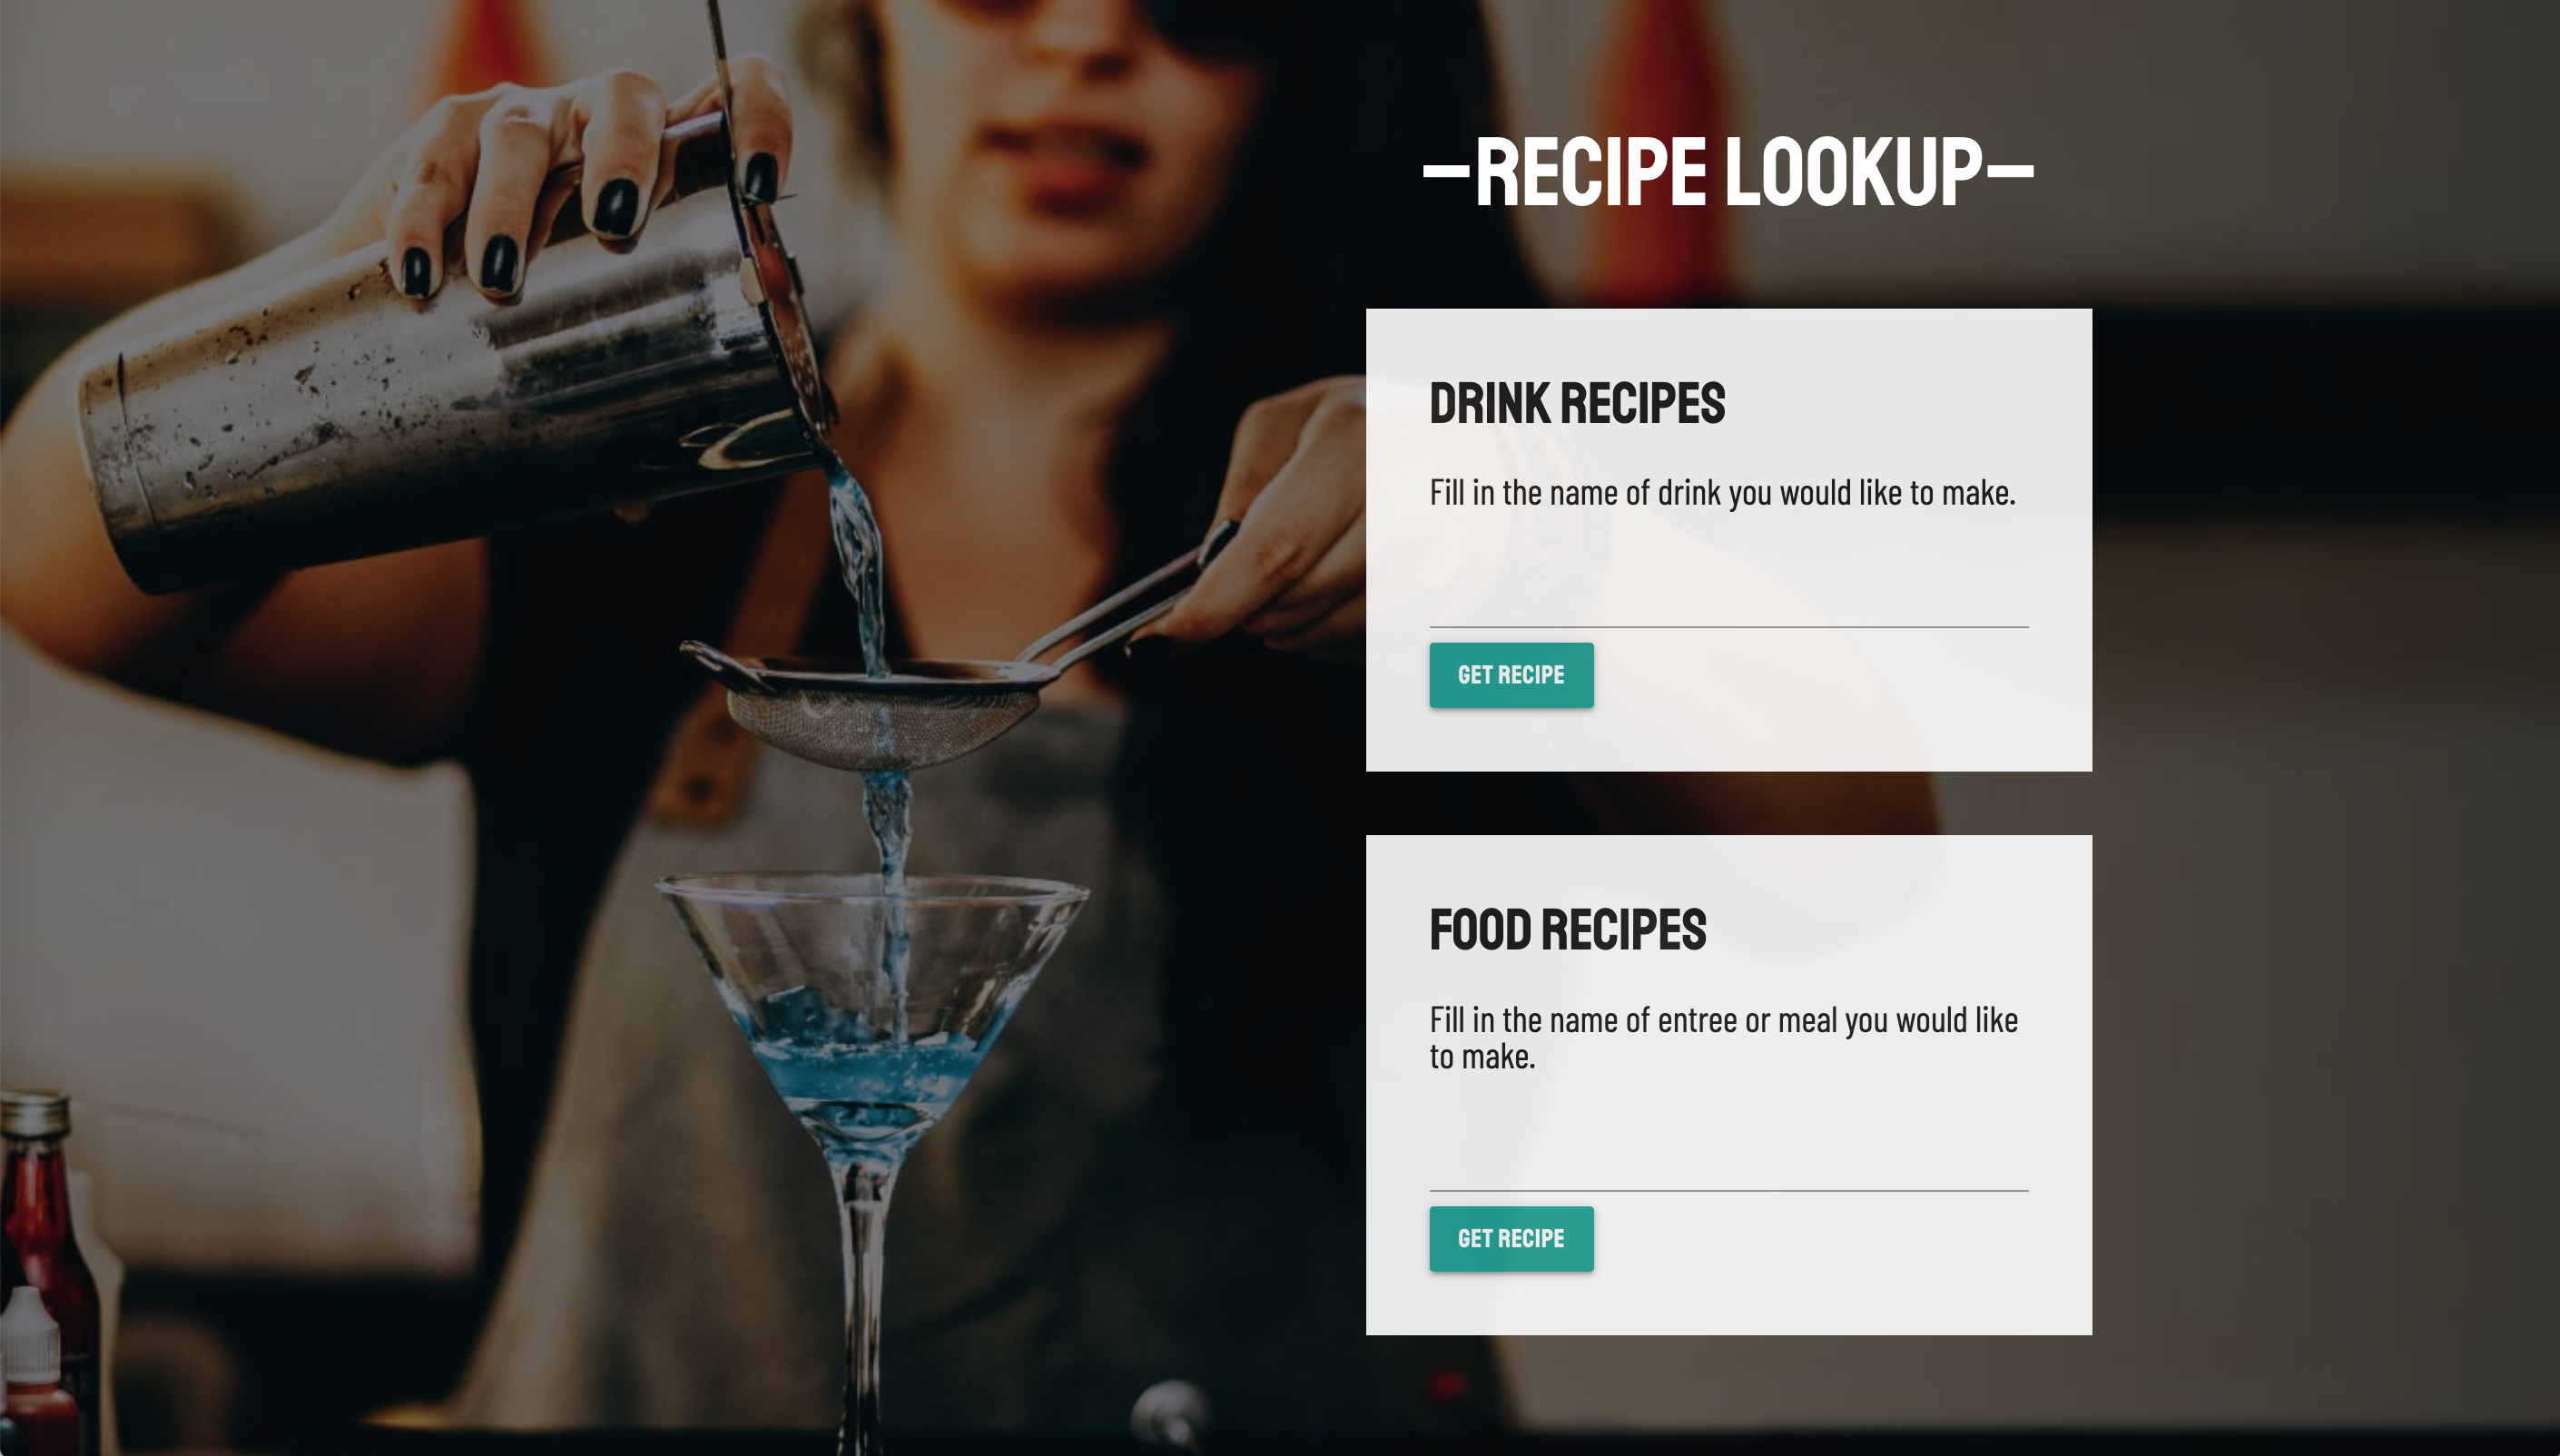 –RECIPE LOOKUP–
DRINK RECIPES
Fill in the name of drink you would like to make.
GET RECIPE
FOOD RECIPES
Fill in the name of entree or meal you would like
to make.
GET RECIPE